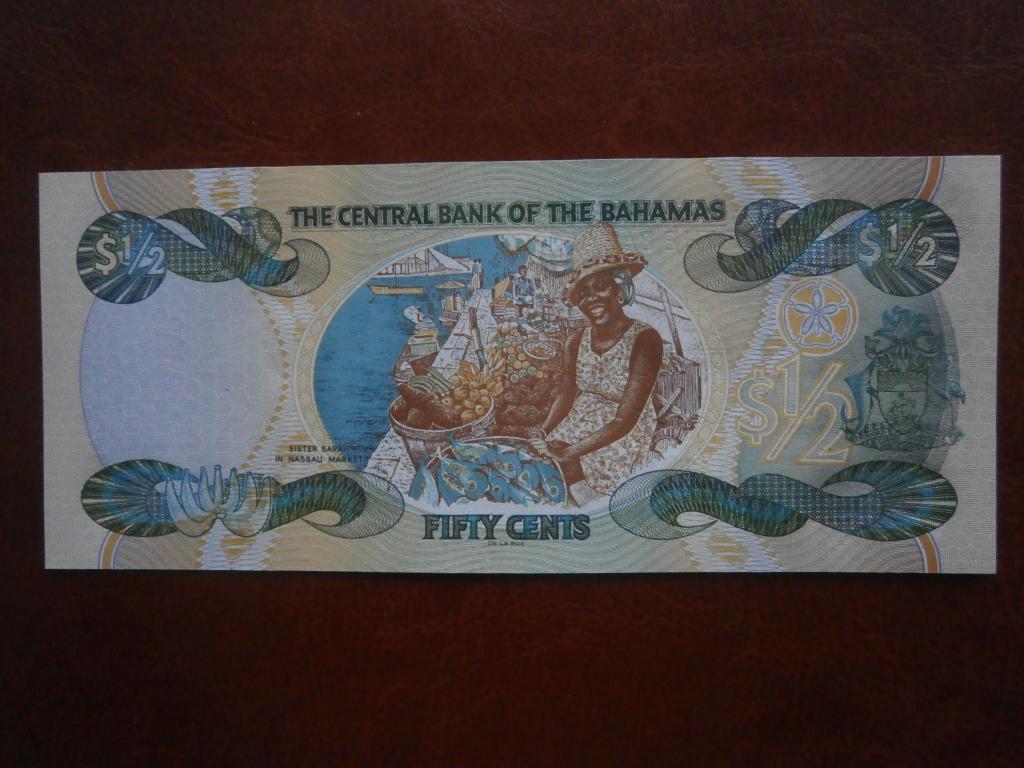 THE CENTRAL BANK OF THE BAHAMAS
$1/2
$1/2
$1/2
SISTER SARAH
IN NASSAU MARKET
FIFTY CENTS
DE LA RUE